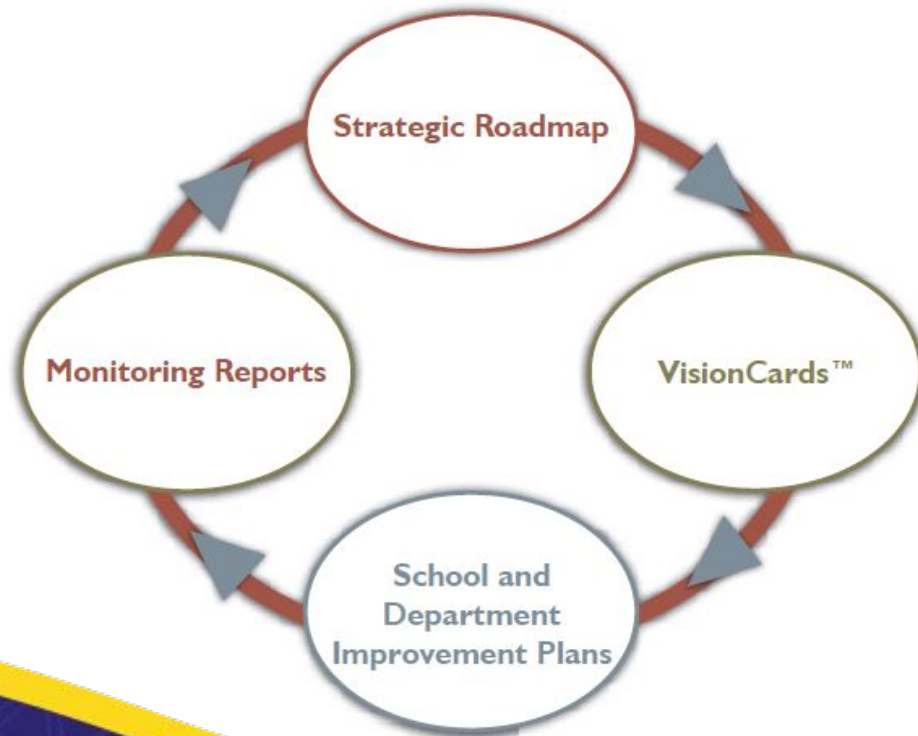 Strategic Roadmap
VisionCards™
School and
Department
Improvement Plans
Monitoring Reports